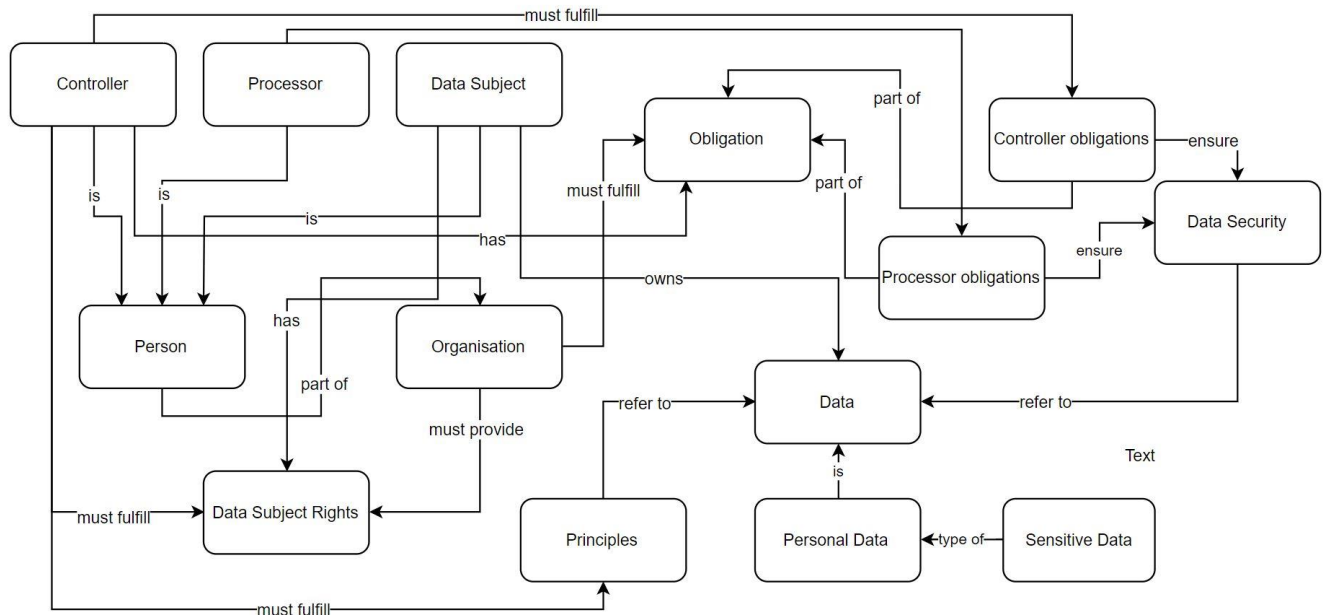 must fulfill
Controller
Processor
Data Subject
part of
Obligation
Controller obligations
ensure
must fulfill
part of
is
is
is
Data Security
has
ensure
owns
Processor obligations
has
Person
Organisation
part of
refer to
Data
refer to
must provide
Text
is
Data Subject Rights
must fulfill
Principles
Personal Data
type of
Sensitive Data
must fulfill